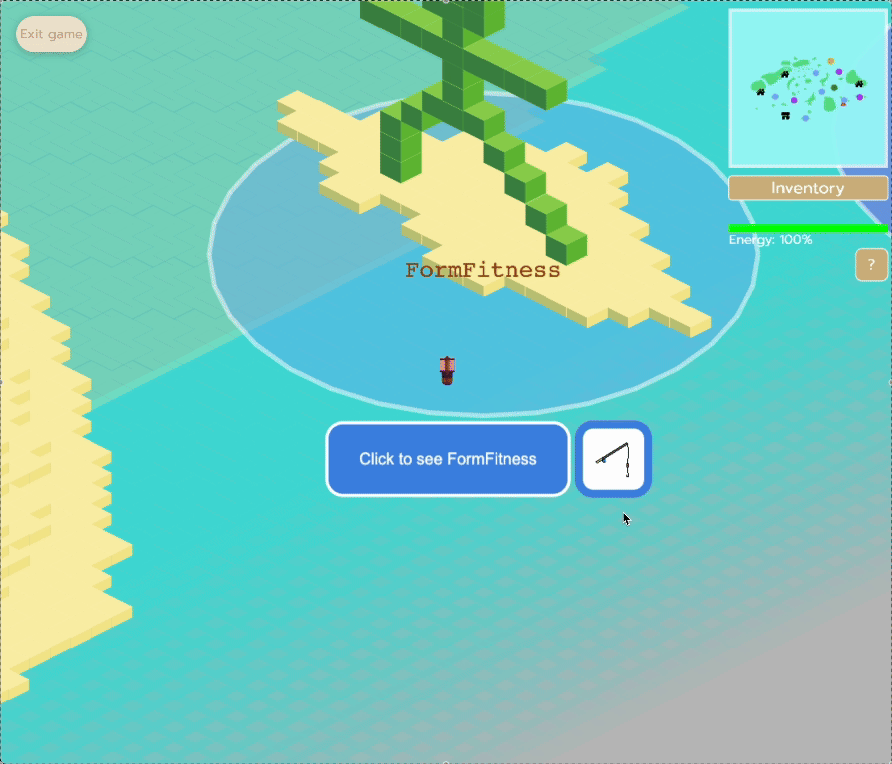 Exit game
Inventory
Energy: 100%
?
FormFitness
Click to see FormFitness